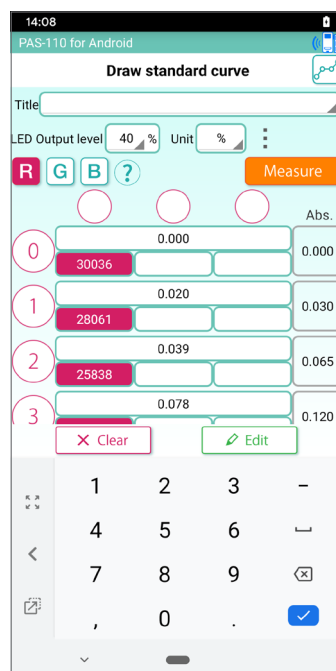 14:08
PAS-110 for Android
Draw standard curve
Title
LED Output level 40 % Unit %
R G B ? Measure
Abs.
0 0.000 0.000
30036
1 0.020 0.030
28061
2 0.039 0.065
25838
3 0.078 0.120
× Clear Edit
1 2 3 -
4 5 6
7 8 9
, 0 .